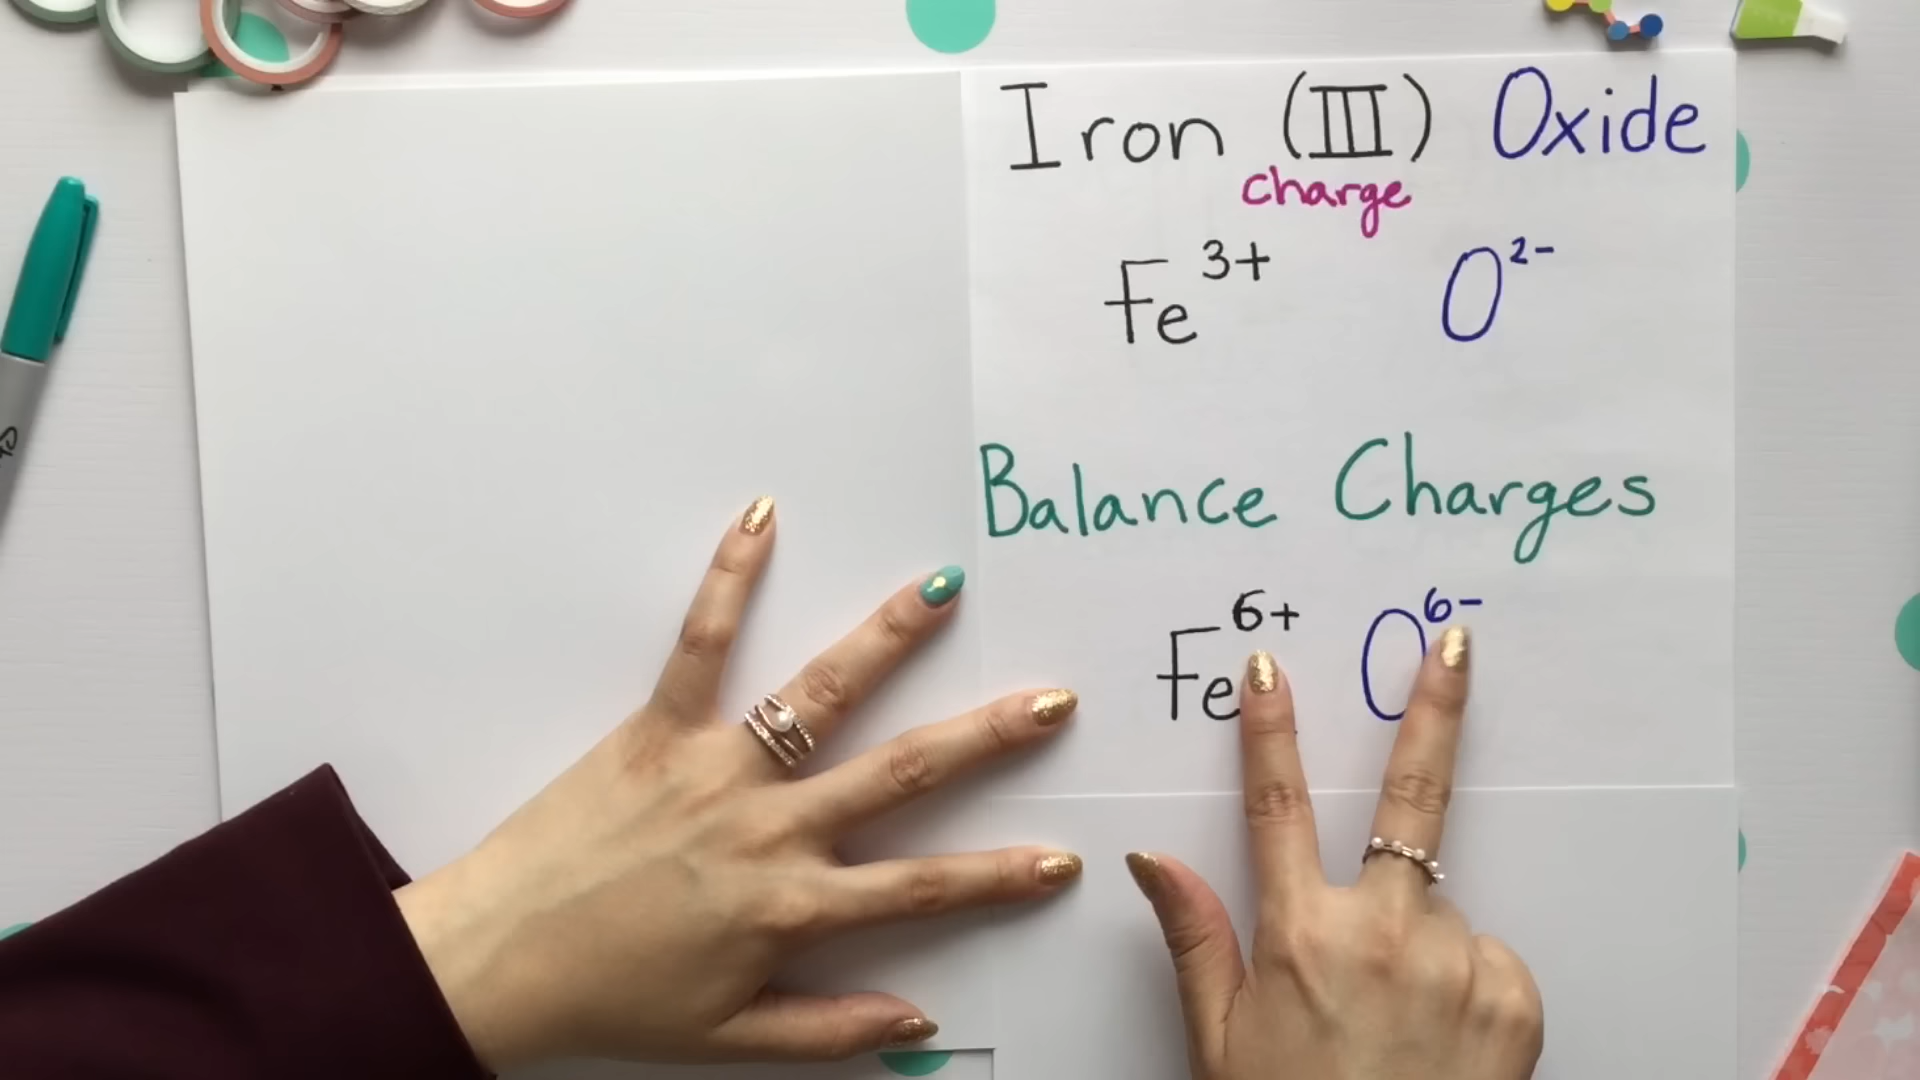 Iron (III) Oxide
charge
Fe³⁺ O²⁻
Balance Charges
Fe⁶⁺ O⁶⁻